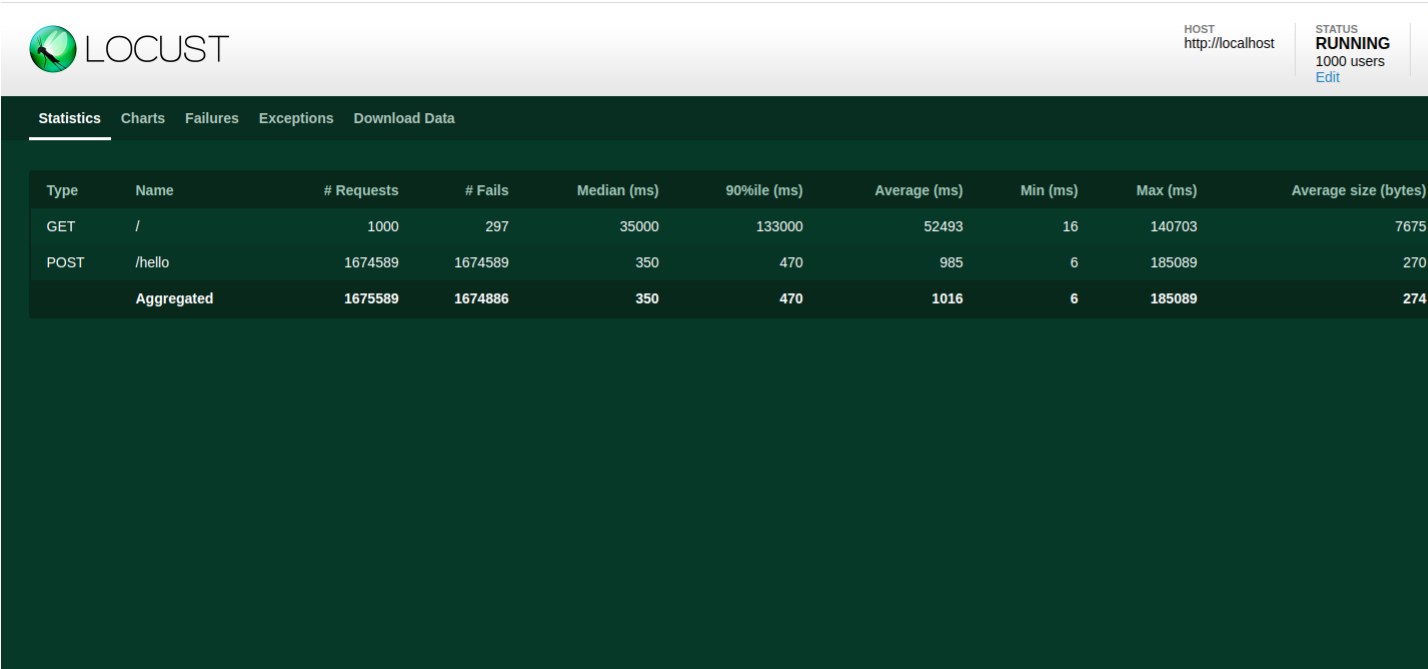 LOCUST
HOST
http://localhost
STATUS
RUNNING
1000 users
Edit
Statistics Charts Failures Exceptions Download Data
Type Name # Requests # Fails Median (ms) 90%ile (ms) Average (ms) Min (ms) Max (ms) Average size (bytes)
GET / 1000 297 35000 133000 52493 16 140703 7675
POST /hello 1674589 1674589 350 470 985 6 185089 270
Aggregated 1675589 1674886 350 470 1016 6 185089 274